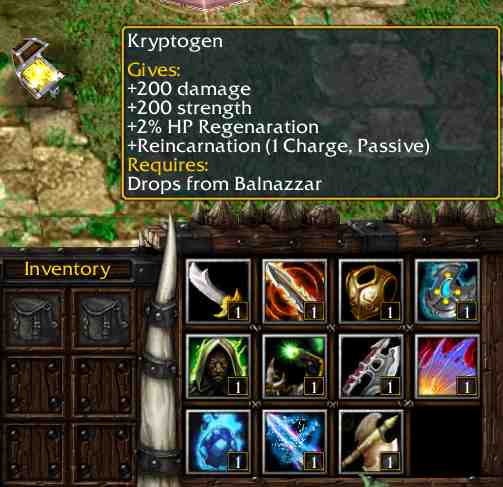 Kryptogen
Gives:
+200 damage
+200 strength
+2% HP Regenaration
+Reincarnation (1 Charge, Passive)
Requires:
Drops from Balnazzar
Inventory
1 1 1 1
1 1 1 1
1 1 1